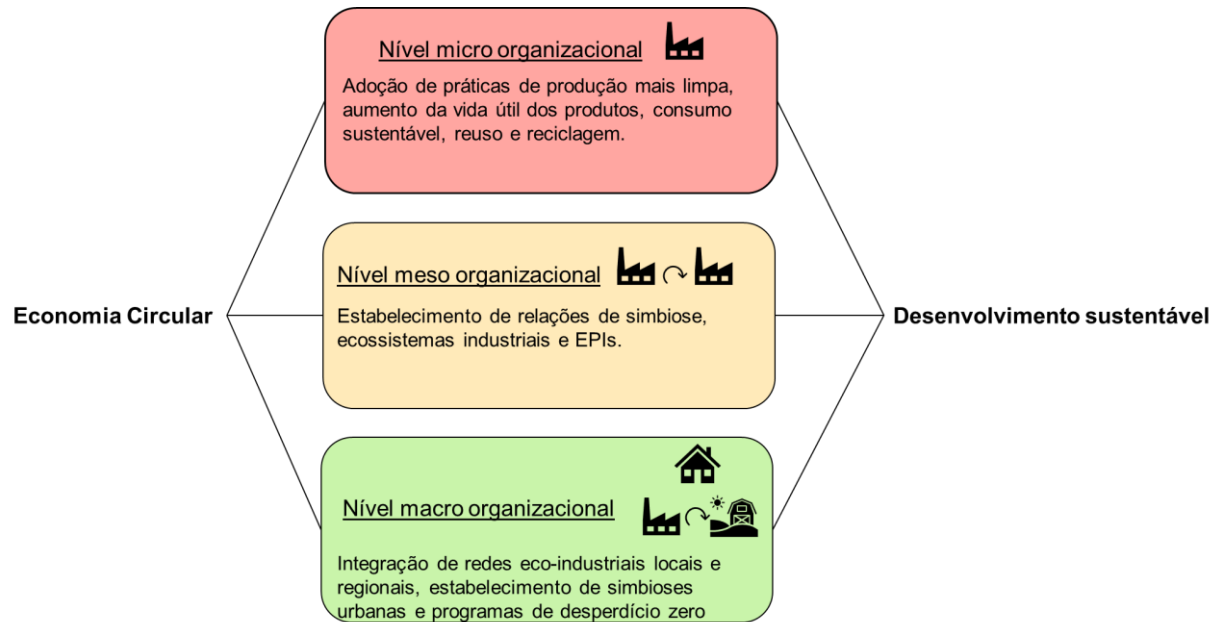 Nível micro organizacional
Adoção de práticas de produção mais limpa,
aumento da vida útil dos produtos, consumo
sustentável, reuso e reciclagem.
Nível meso organizacional
Estabelecimento de relações de simbiose,
ecossistemas industriais e EPIs.
Economia Circular
Desenvolvimento sustentável
Nível macro organizacional
Integração de redes eco-industriais locais e
regionais, estabelecimento de simbioses
urbanas e programas de desperdício zero